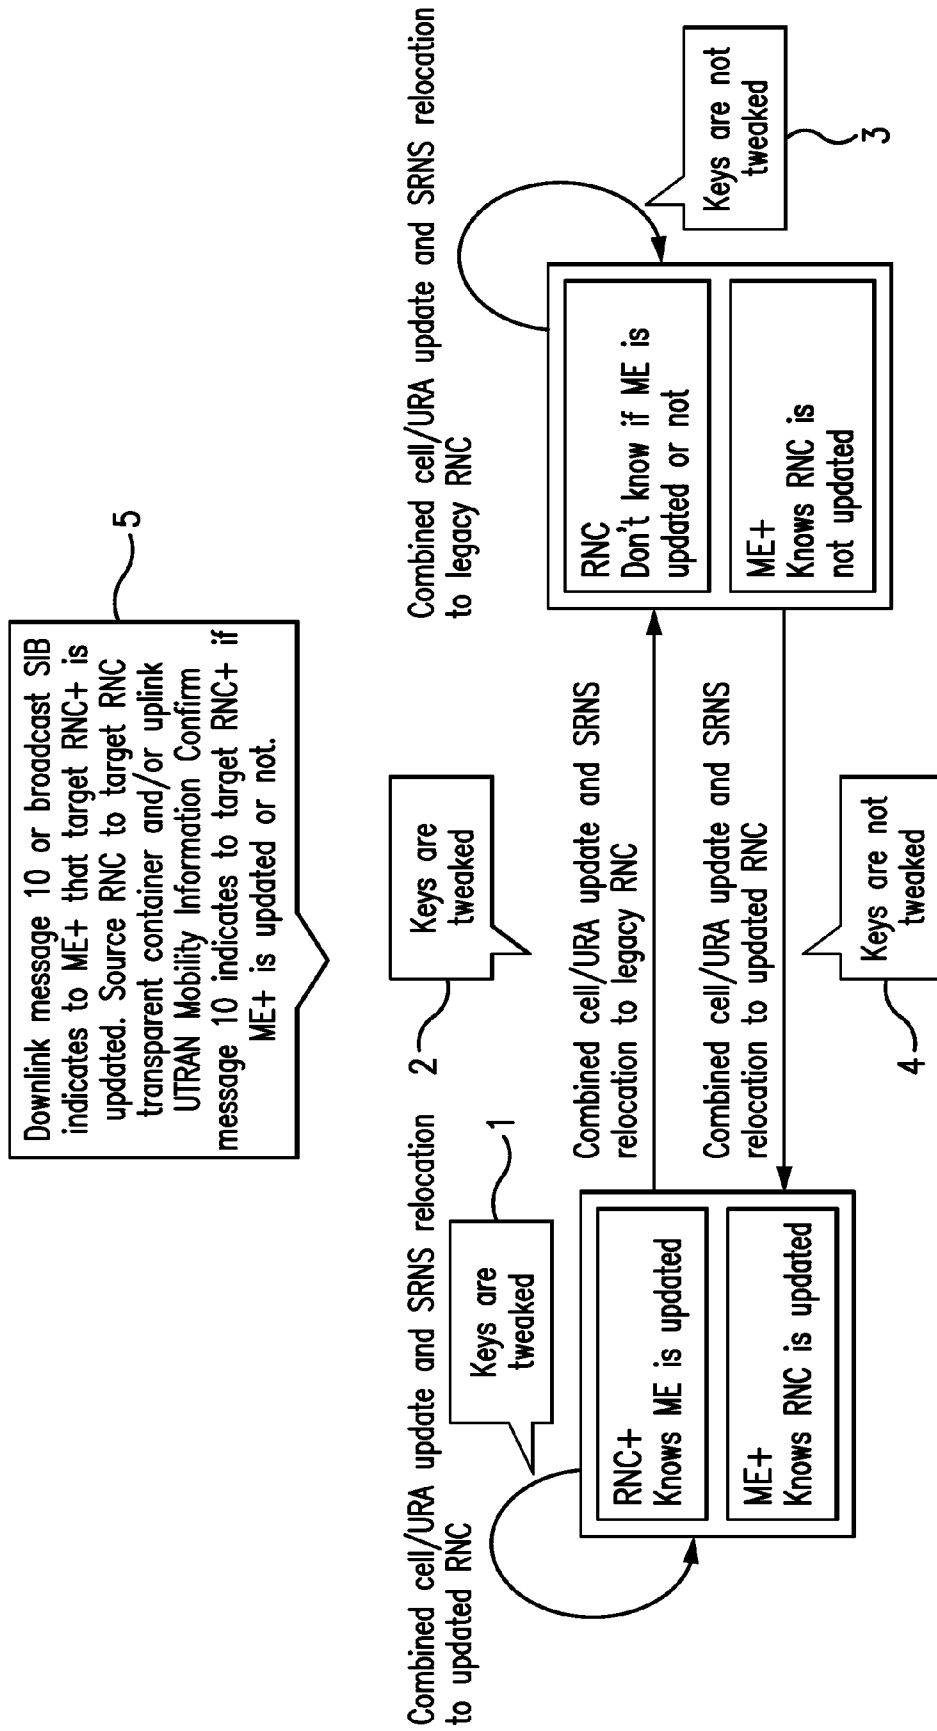 Downlink message 10 or broadcast SIB
indicates to ME+ that target RNC+ is
updated. Source RNC to target RNC
transparent container and/or uplink
UTRAN Mobility Information Confirm
message 10 indicates to target RNC+ if
ME+ is updated or not.
5
Combined cell/URA update and SRNS relocation
to updated RNC
Keys are
tweaked
1
RNC+
Knows ME is updated
ME+
Knows RNC is updated
2
Keys are
tweaked
Combined cell/URA update and SRNS
relocation to legacy RNC
Combined cell/URA update and SRNS
relocation to updated RNC
4
Keys are not
tweaked
Combined cell/URA update and SRNS relocation
to legacy RNC
Keys are not
tweaked
3
RNC
Don't know if ME is
updated or not
ME+
Knows RNC is
not updated